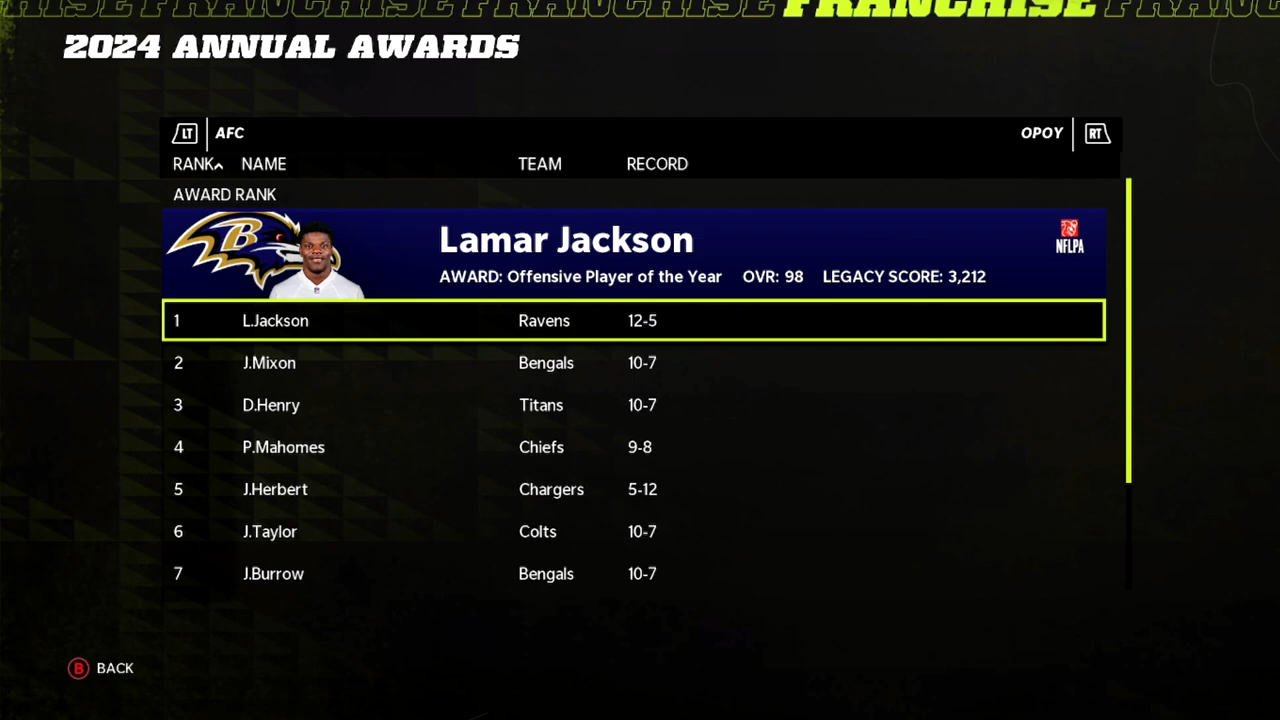 FRANCHISE FRANCHISE FRANCHISE
2024 ANNUAL AWARDS
LT AFC OPOY RT
RANK NAME TEAM RECORD
AWARD RANK
B
Lamar Jackson
NFLPA
AWARD: Offensive Player of the Year OVR: 98 LEGACY SCORE: 3,212
1 L.Jackson Ravens 12-5
2 J.Mixon Bengals 10-7
3 D.Henry Titans 10-7
4 P.Mahomes Chiefs 9-8
5 J.Herbert Chargers 5-12
6 J.Taylor Colts 10-7
7 J.Burrow Bengals 10-7
B BACK